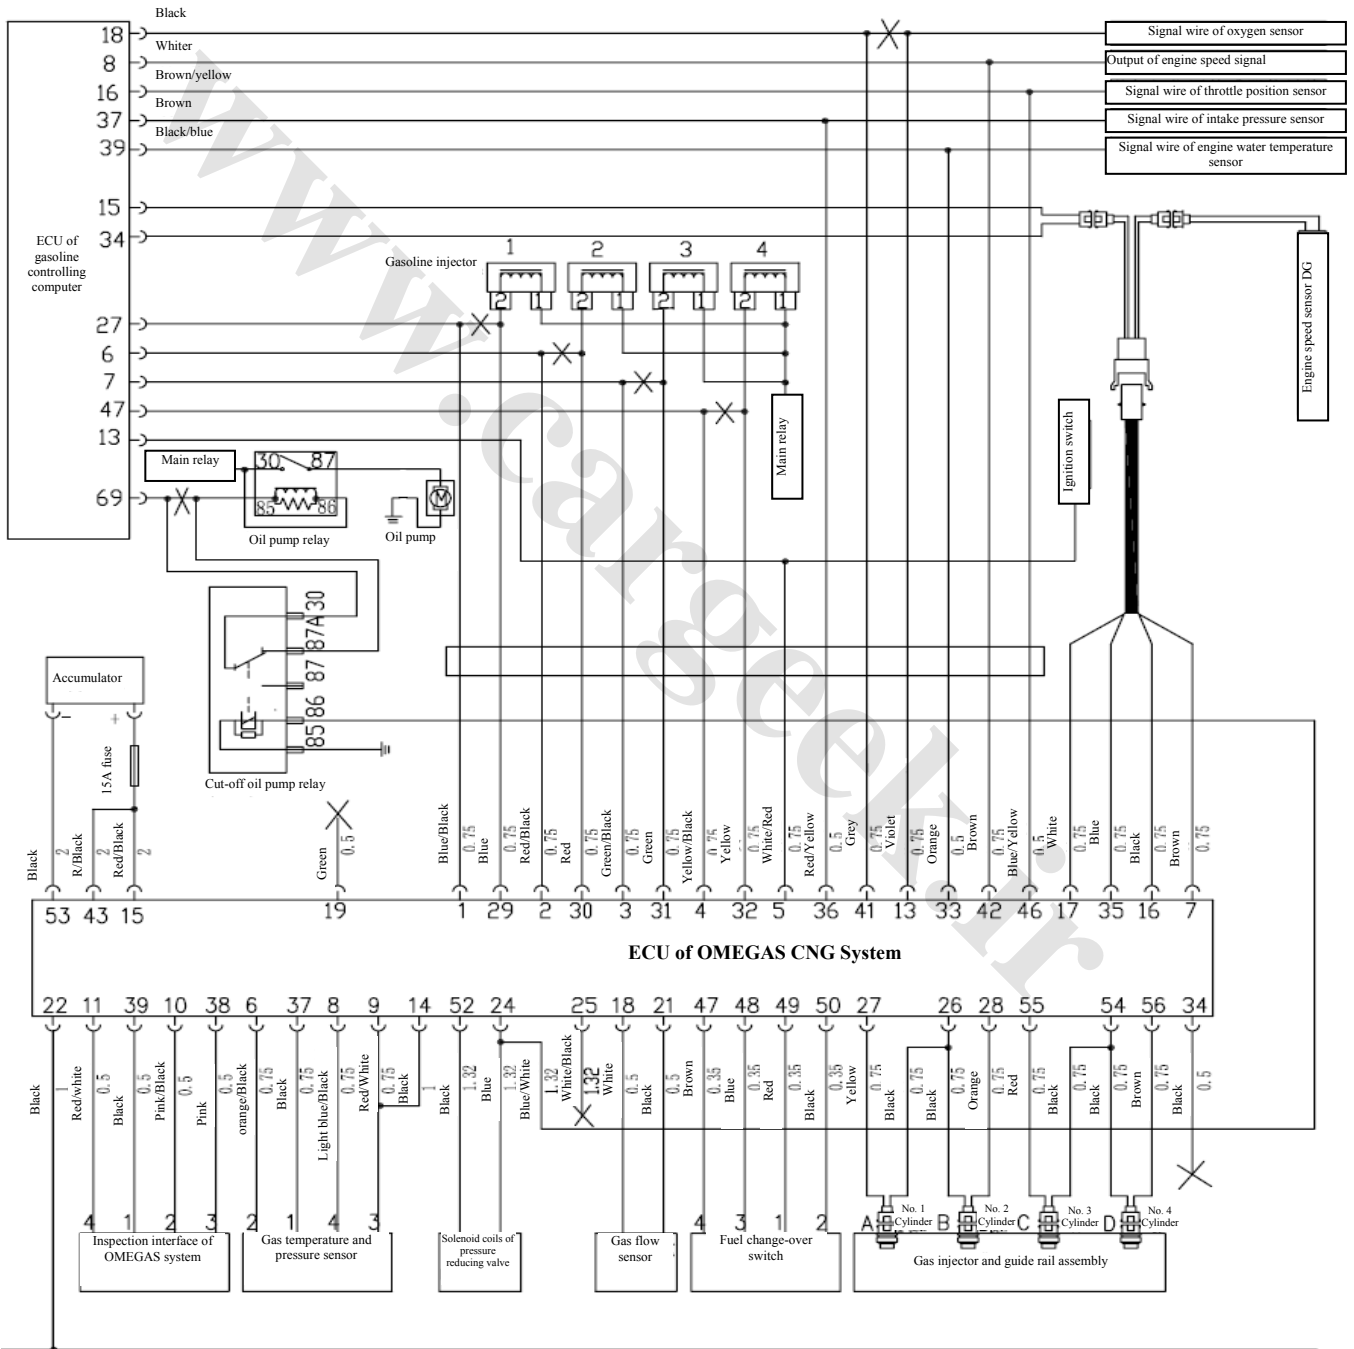 Black
18
Signal wire of oxygen sensor
Whiter
8
Output of engine speed signal
Brown/yellow
16
Signal wire of throttle position sensor
Brown
37
Signal wire of intake pressure sensor
Black/blue
39
Signal wire of engine water temperature
sensor
15
34
ECU of
gasoline
controlling
computer
Gasoline injector
1 2 3 4
2 1 2 1 2 1 2 1
27
6
7
47
13
69
Engine speed sensor DG
Main relay
Ignition switch
Main relay
30 87
85 86
M
Oil pump relay
Oil pump
30
87A
87
86
85
Cut-off oil pump relay
Accumulator
- +
15A fuse
Black 2 R/Black 2 Red/Black 2 Green 0.5 Blue/Black 0.75 Blue 0.75 Red/Black 0.75 Red 0.75 Green/Black 0.75 Green 0.75 Yellow/Black 0.75 Yellow White/Red 0.75 Red/Yellow 0.5 Grey 0.75 Violet 0.75 Orange 0.5 Brown 0.75 Blue/Yellow 0.5 White 0.75 Blue 0.75 Black 0.75 Brown 0.75
53 43 15 19 1 29 2 30 3 31 4 32 5 36 41 13 33 42 46 17 35 16 7
ECU of OMEGAS CNG System
22 11 39 10 38 6 37 8 9 14 52 24 25 18 21 47 48 49 50 27 26 28 55 54 56 34
Black 1 Red/white 0.5 Black 0.5 Pink/Black 0.5 Pink 0.5 orange/Black 0.75 Black 0.75 Light blue/Black 0.75 Red/White 0.75 Black 1 Black 1.32 Blue 1.32 Blue/White 1.32 White/Black 1.32 White 0.5 Black 0.5 Brown 0.35 Blue 0.35 Red 0.35 Black 0.35 Yellow 0.75 Black 0.75 Black 0.75 Orange 0.75 Red 0.75 Black 0.75 Black 0.75 Brown 0.75 Black 0.5
4 1 2 3
Inspection interface of
OMEGAS system
2 1 4 3
Gas temperature and
pressure sensor
Solenoid coils of
pressure
reducing valve
Gas flow
sensor
4 3 1 2
Fuel change-over
switch
A No. 1
Cylinder
B No. 2
Cylinder
C No. 3
Cylinder
D No. 4
Cylinder
Gas injector and guide rail assembly
www.cargeek.ir